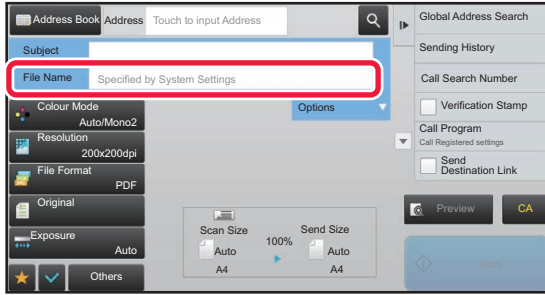 Address Book
Address
Touch to input Address
Global Address Search
Subject
Sending History
File Name
Specified by System Settings
Call Search Number
Colour Mode
Auto/Mono2
Options
Verification Stamp
Resolution
200x200dpi
Call Program
Call Registered settings
File Format
PDF
Send
Destination Link
Original
Preview
CA
Scan Size
100%
Send Size
Exposure
Auto
Auto
Auto
A4
A4
Start
Others